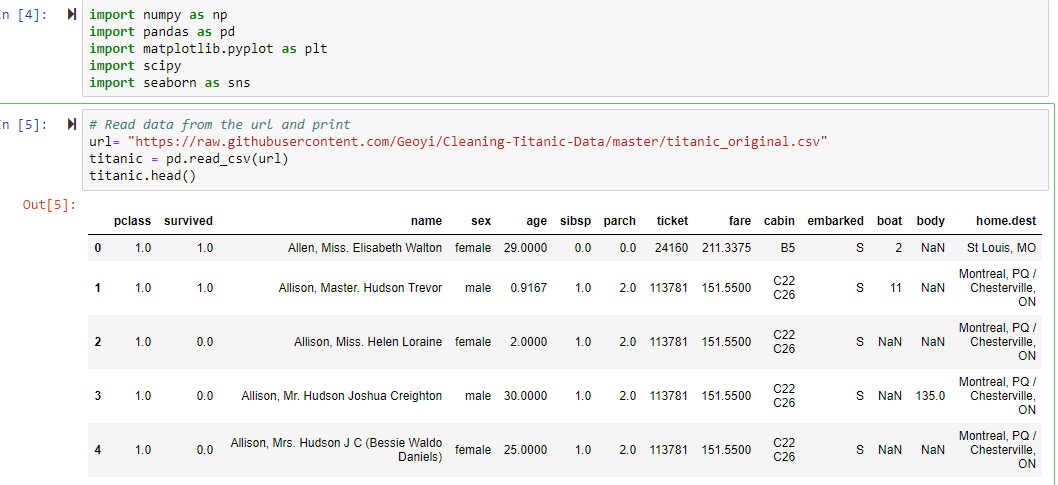 n [4]:
import numpy as np
import pandas as pd
import matplotlib.pyplot as plt
import scipy
import seaborn as sns
n [5]:
# Read data from the url and print
url= "https://raw.githubusercontent.com/Geoyi/Cleaning-Titanic-Data/master/titanic_original.csv"
titanic = pd.read_csv(url)
titanic.head()
Out[5]:
pclass survived name sex age sibsp parch ticket fare cabin embarked boat body home.dest
0 1.0 1.0 Allen, Miss. Elisabeth Walton female 29.0000 0.0 0.0 24160 211.3375 B5 S 2 NaN St Louis, MO
1 1.0 1.0 Allison, Master. Hudson Trevor male 0.9167 1.0 2.0 113781 151.5500 C22 C26 S 11 NaN Montreal, PQ / Chesterville, ON
2 1.0 0.0 Allison, Miss. Helen Loraine female 2.0000 1.0 2.0 113781 151.5500 C22 C26 S NaN NaN Montreal, PQ / Chesterville, ON
3 1.0 0.0 Allison, Mr. Hudson Joshua Creighton male 30.0000 1.0 2.0 113781 151.5500 C22 C26 S NaN 135.0 Montreal, PQ / Chesterville, ON
4 1.0 0.0 Allison, Mrs. Hudson J C (Bessie Waldo Daniels) female 25.0000 1.0 2.0 113781 151.5500 C22 C26 S NaN NaN Montreal, PQ / Chesterville, ON